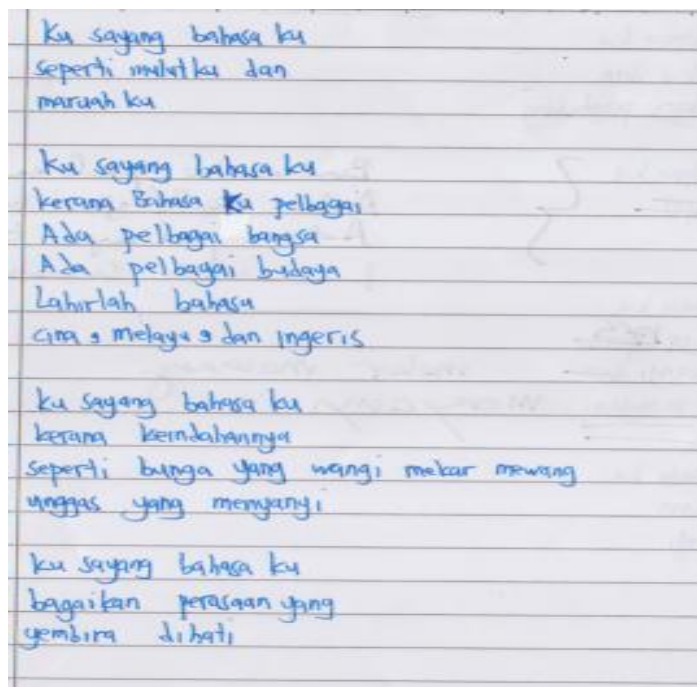 Ku sayang bahasa ku
seperti mulutku dan
maruah ku
Ku sayang bahasa ku
kerana Bahasa Ku pelbagai
Ada pelbagai bangsa
Ada pelbagai budaya
Lahirlah bahasa
cina, melayu, dan ingeris
ku sayang bahasa ku
kerana keindahannya
seperti bunga yang wangi mekar mewang
unggas yang menyanyi
ku sayang bahasa ku
bagaikan perasaan yang
gembira dihati